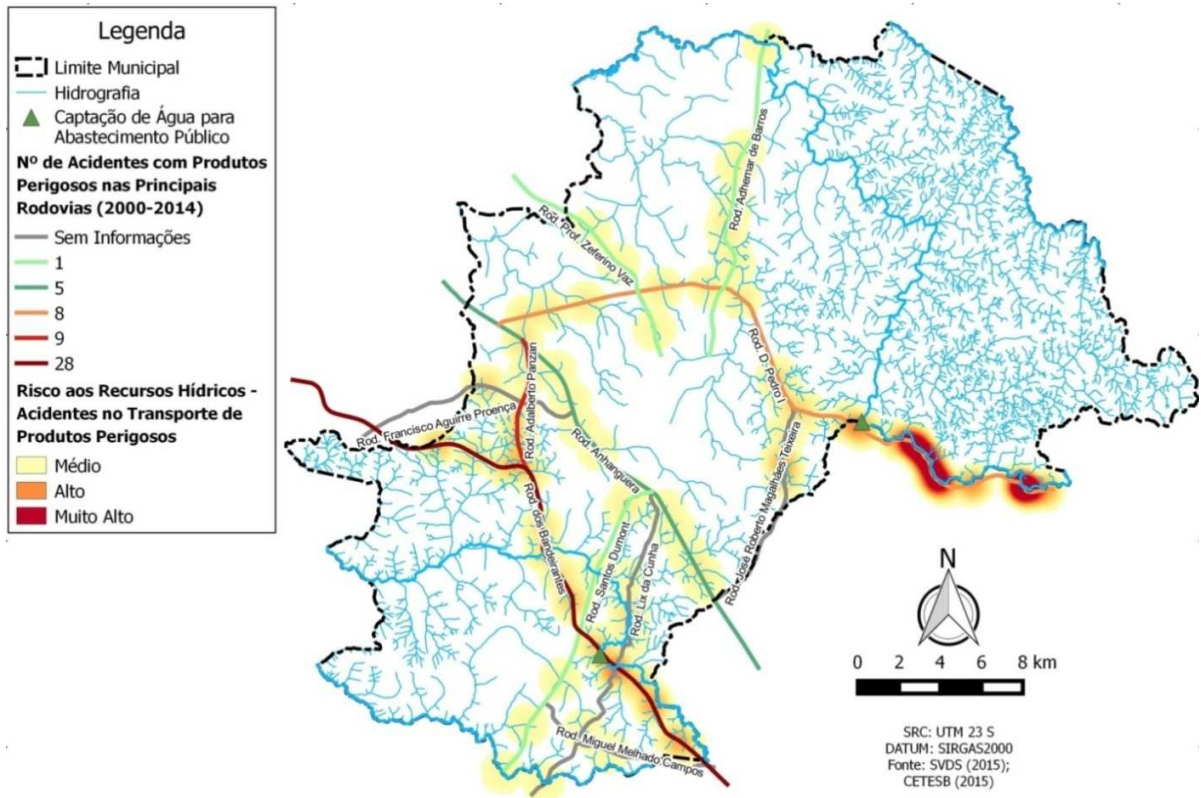 Legenda
Limite Municipal
Hidrografia
Captação de Água para
Abastecimento Público
Nº de Acidentes com Produtos
Perigosos nas Principais
Rodovias (2000-2014)
Sem Informações
1
5
8
9
28
Risco aos Recursos Hídricos -
Acidentes no Transporte de
Produtos Perigosos
Médio
Alto
Muito Alto
Rod. Adhemar de Barros
Rod. Prof. Zeferino Vaz
Rod. D. Pedro I
Rod. Adalberto Panzan
Rod. Francisco Aguirre Proença
Rod. Anhanguera
Rod. José Roberto Magalhães Teixeira
Rod. dos Bandeirantes
Rod. Santos Dumont
Rod. Lix da Cunha
Rod. Miguel Melhado Campos
N
0 2 4 6 8 km
SRC: UTM 23 S
DATUM: SIRGAS2000
Fonte: SVDS (2015);
CETESB (2015)